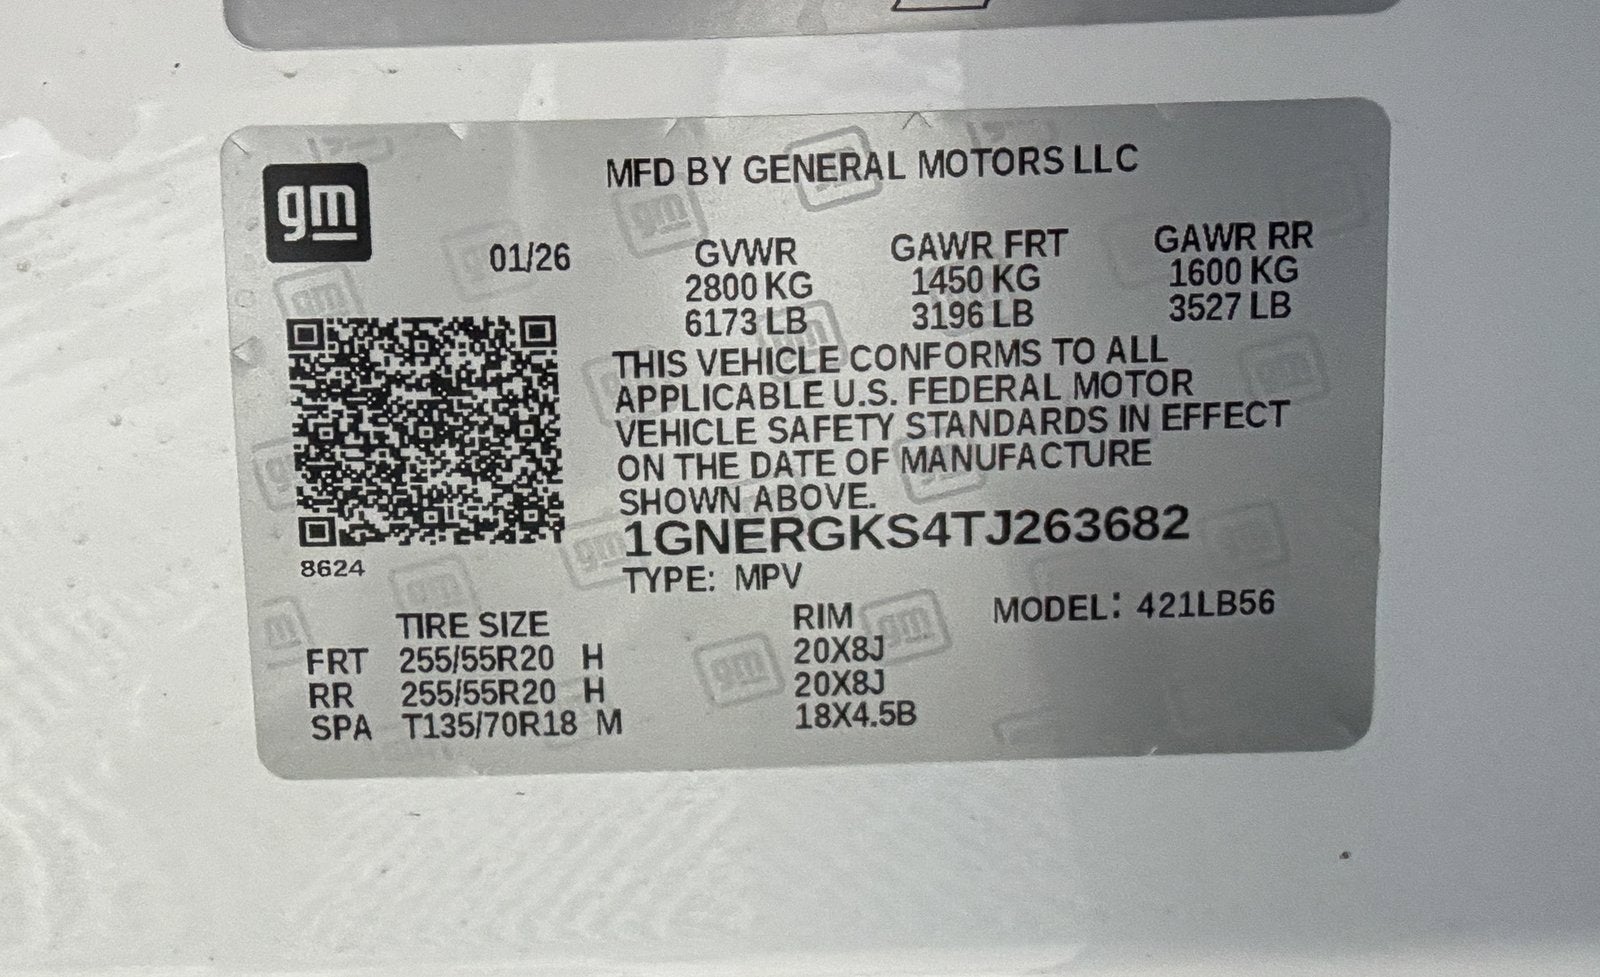 gm
MFD BY GENERAL MOTORS LLC
01/26
GVWR GAWR FRT GAWR RR
2800 KG 1450 KG 1600 KG
6173 LB 3196 LB 3527 LB
THIS VEHICLE CONFORMS TO ALL
APPLICABLE U.S. FEDERAL MOTOR
VEHICLE SAFETY STANDARDS IN EFFECT
ON THE DATE OF MANUFACTURE
SHOWN ABOVE.
1GNERGKS4TJ263682
8624
TYPE: MPV
MODEL: 421LB56
TIRE SIZE RIM
FRT 255/55R20 H 20X8J
RR 255/55R20 H 20X8J
SPA T135/70R18 M 18X4.5B